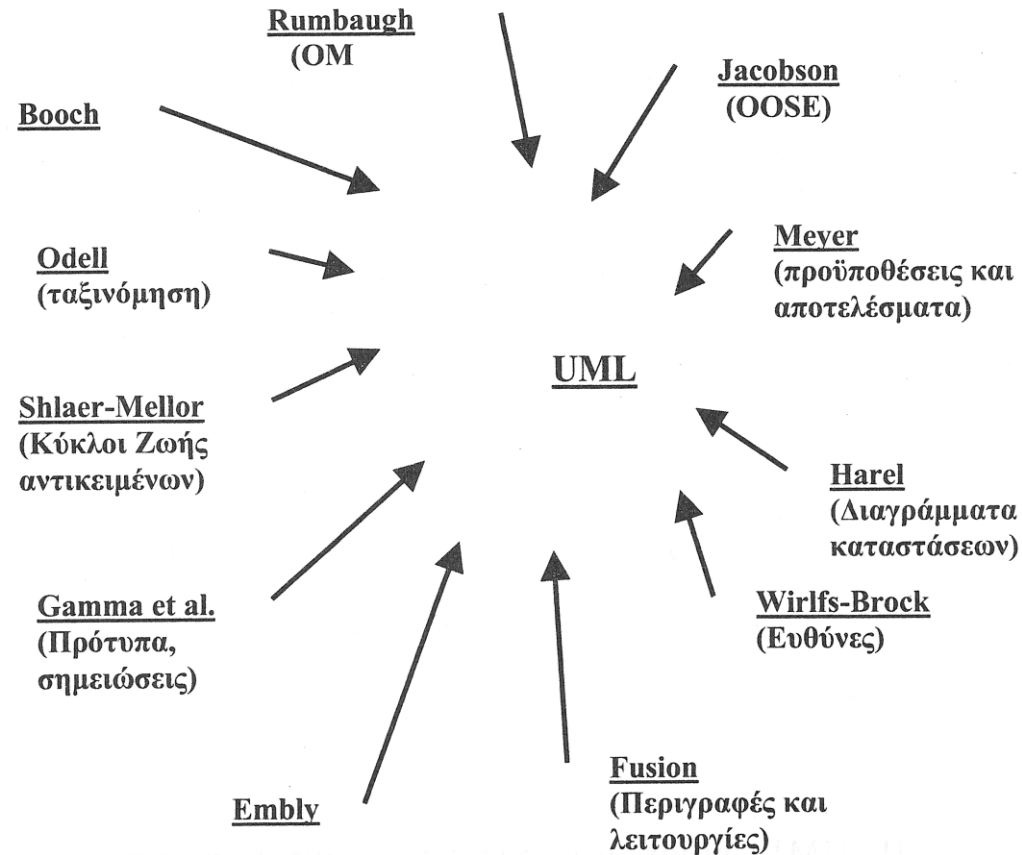 Rumbaugh
(OM
Jacobson
(OOSE)
Booch
Odell
(ταξινόμηση)
Meyer
(προϋποθέσεις και
αποτελέσματα)
UML
Shlaer-Mellor
(Κύκλοι Ζωής
αντικειμένων)
Harel
(Διαγράμματα
καταστάσεων)
Gamma et al.
(Πρότυπα,
σημειώσεις)
Wirlfs-Brock
(Ευθύνες)
Embly
Fusion
(Περιγραφές και
λειτουργίες)